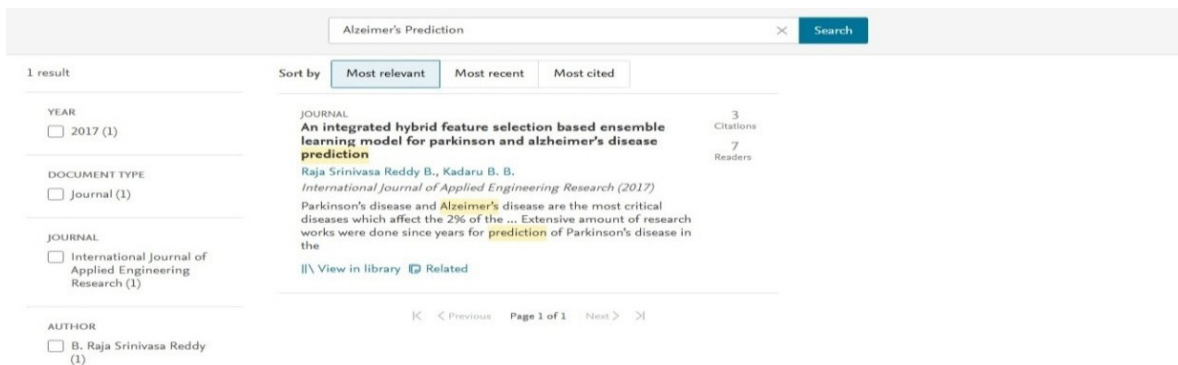 Alzeimer's Prediction
Search
1 result
YEAR
2017 (1)
DOCUMENT TYPE
Journal (1)
JOURNAL
International Journal of
Applied Engineering
Research (1)
AUTHOR
B. Raja Srinivasa Reddy
(1)
Sort by
Most relevant
Most recent
Most cited
JOURNAL
An integrated hybrid feature selection based ensemble
learning model for parkinson and alzheimer's disease
prediction
Raja Srinivasa Reddy B., Kadaru B. B.
International Journal of Applied Engineering Research (2017)
Parkinson's disease and Alzeimer's disease are the most critical
diseases which affect the 2% of the ... Extensive amount of research
works were done since years for prediction of Parkinson's disease in
the
View in library
Related
3
Citations
7
Readers
Previous
Page 1 of 1
Next